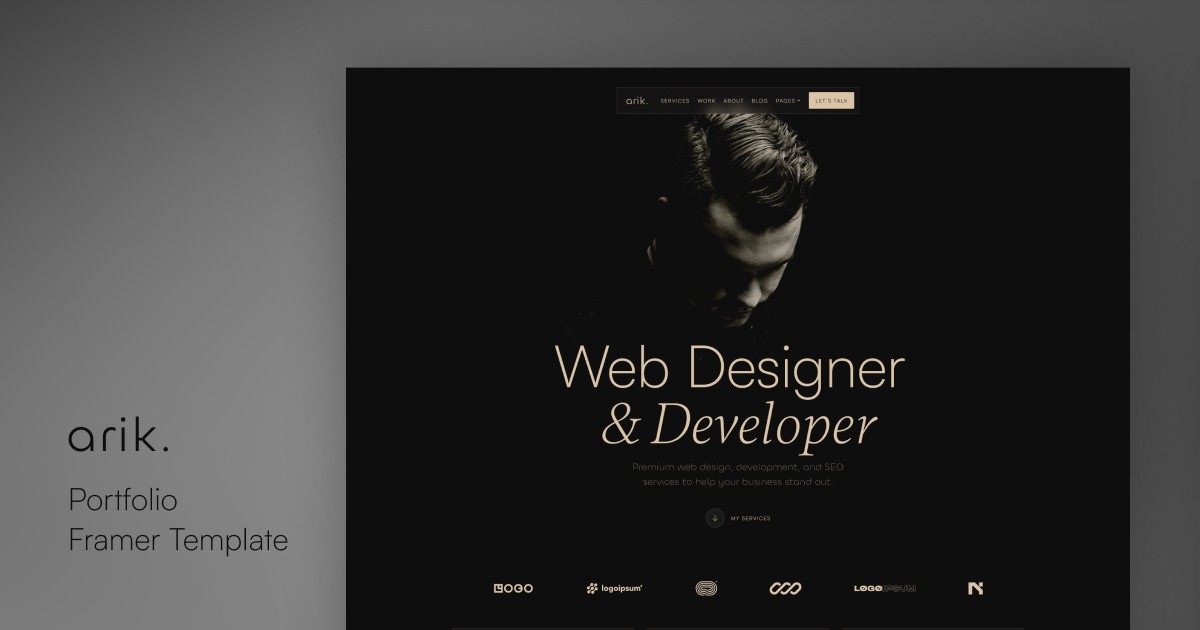 arik.
Portfolio
Framer Template
arik. SERVICES WORK ABOUT BLOG PAGES LET'S TALK
Web Designer
& Developer
Premium web design, development, and SEO
services to help your business stand out
MY SERVICES
LOGO logoipsum LOGOIPSUM